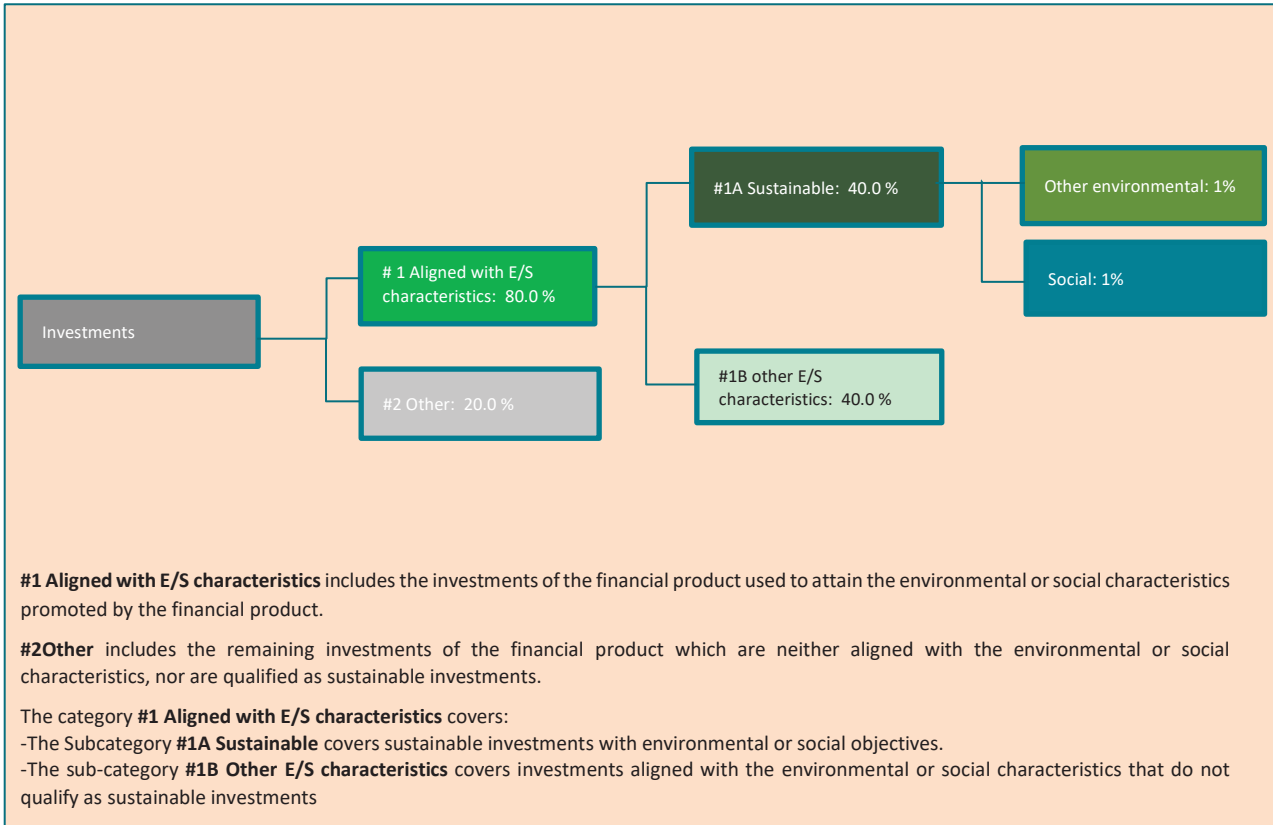 #1A Sustainable: 40.0 %
Other environmental: 1%
Social: 1%
# 1 Aligned with E/S
characteristics: 80.0 %
Investments
#1B other E/S
characteristics: 40.0 %
#2 Other: 20.0 %
#1 Aligned with E/S characteristics includes the investments of the financial product used to attain the environmental or social characteristics
promoted by the financial product.
#2Other includes the remaining investments of the financial product which are neither aligned with the environmental or social
characteristics, nor are qualified as sustainable investments.
The category #1 Aligned with E/S characteristics covers:
-The Subcategory #1A Sustainable covers sustainable investments with environmental or social objectives.
-The sub-category #1B Other E/S characteristics covers investments aligned with the environmental or social characteristics that do not
qualify as sustainable investments